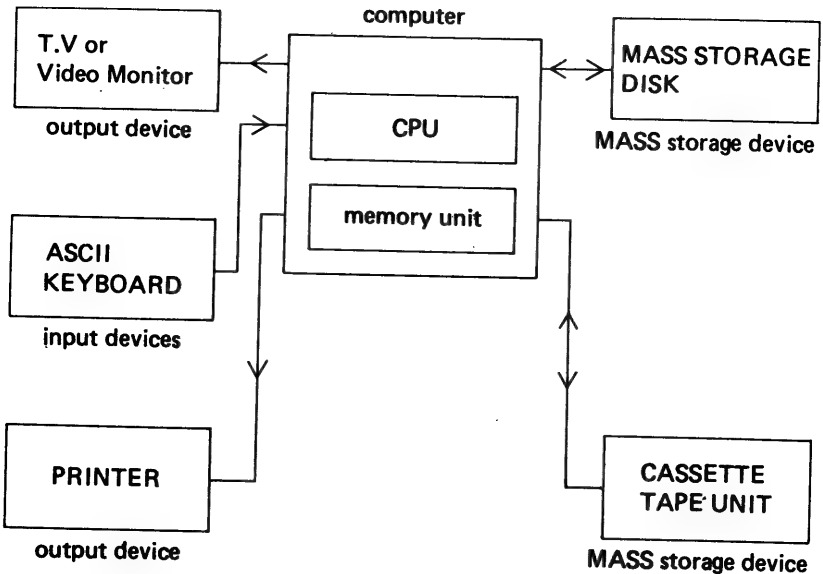 computer
T.V or
Video Monitor
output device
CPU
memory unit
MASS STORAGE
DISK
MASS storage device
ASCII
KEYBOARD
input devices
PRINTER
output device
CASSETTE
TAPE UNIT
MASS storage device